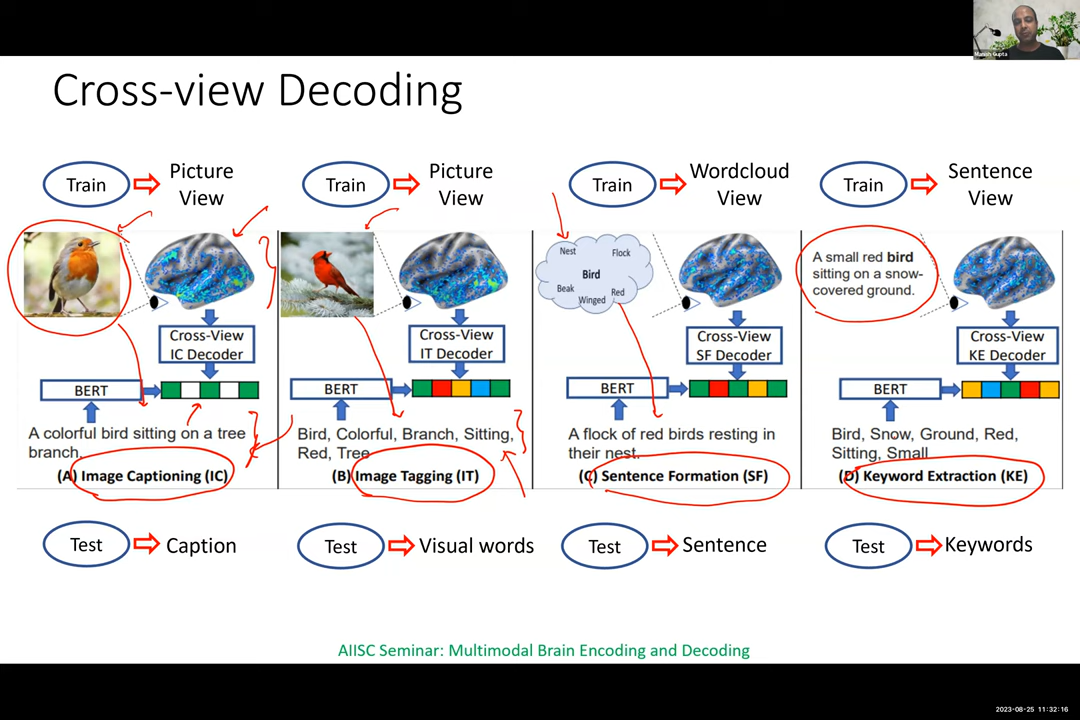 Manish Gupta
Cross-view Decoding
Train
Picture
View
Train
Picture
View
Train
Wordcloud
View
Train
Sentence
View
Nest
Flock
Bird
Beak
Red
Winged
A small red bird
sitting on a snow-
covered ground.
Cross-View
IC Decoder
Cross-View
IT Decoder
Cross-View
SF Decoder
Cross-View
KE Decoder
BERT
BERT
BERT
BERT
A colorful bird sitting on a tree
branch.
(A) Image Captioning (IC)
Bird, Colorful, Branch, Sitting,
Red, Tree
(B) Image Tagging (IT)
A flock of red birds resting in
their nest.
(C) Sentence Formation (SF)
Bird, Snow, Ground, Red,
Sitting, Small
(D) Keyword Extraction (KE)
Test
Caption
Test
Visual words
Test
Sentence
Test
Keywords
AIISC Seminar: Multimodal Brain Encoding and Decoding
2023-08-25 11:32:16